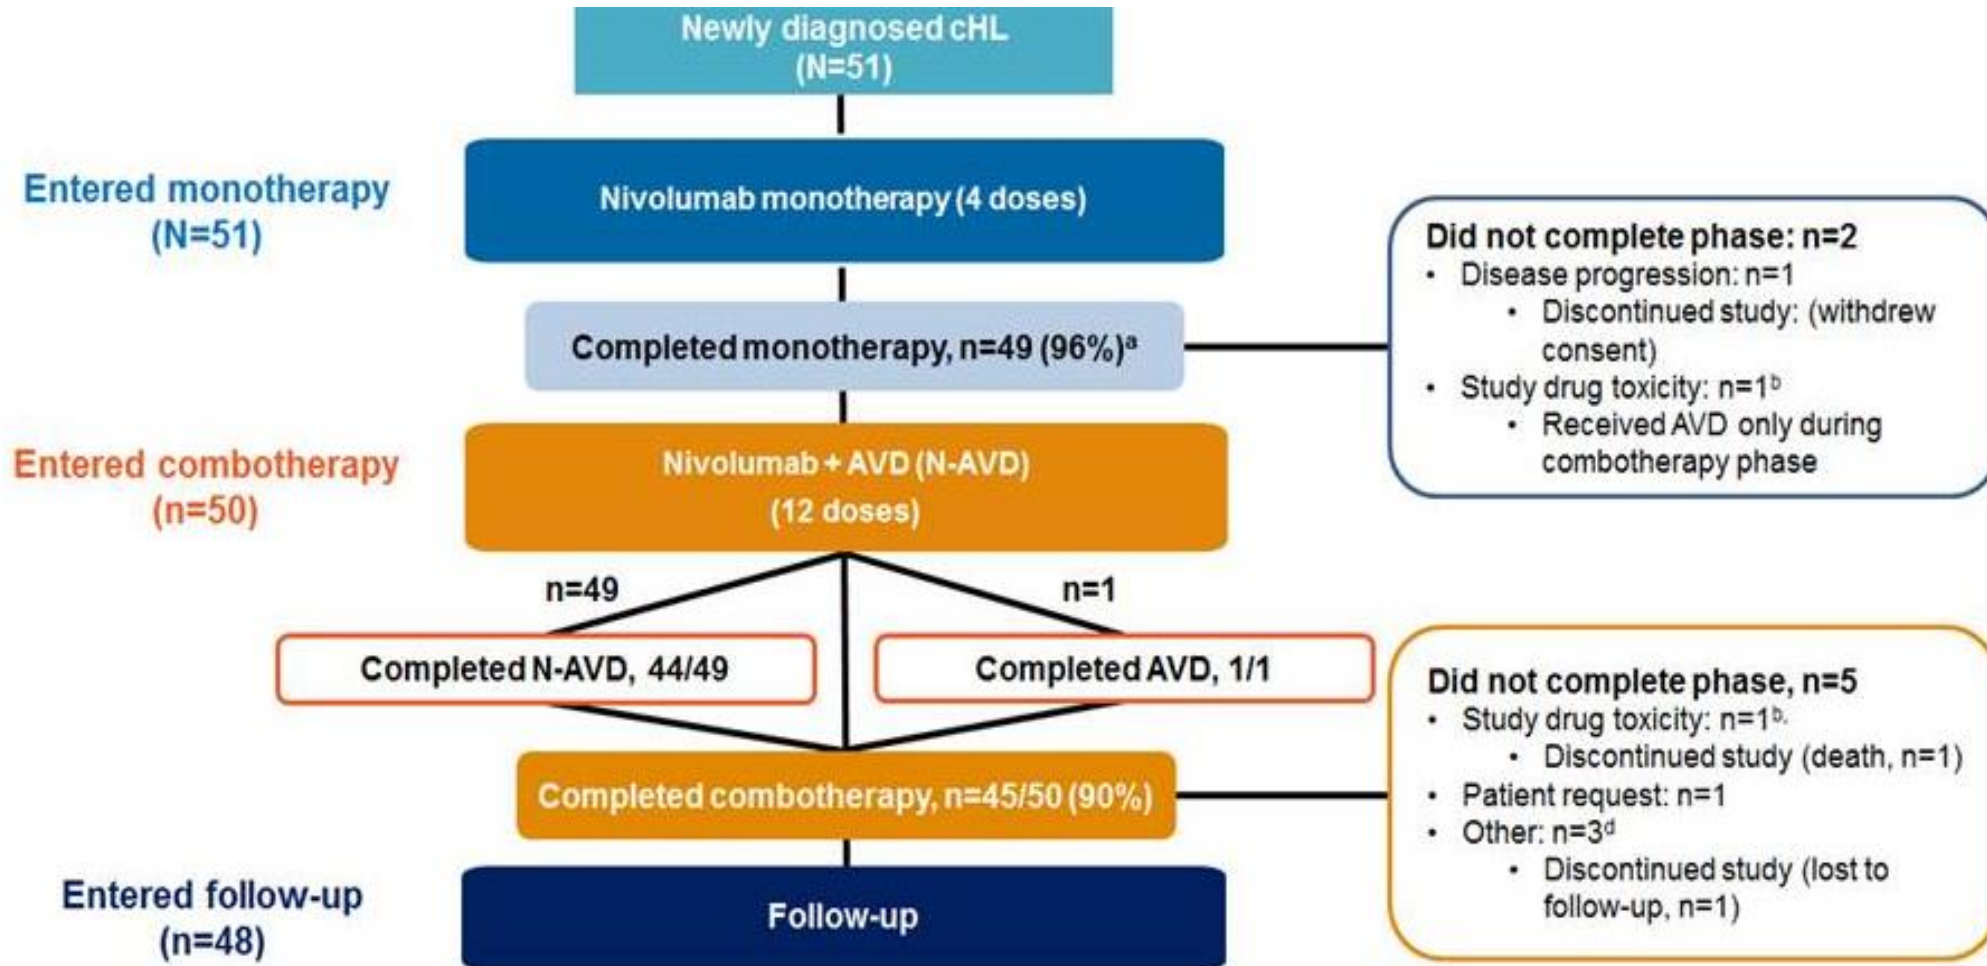 Newly diagnosed cHL
(N=51)
Entered monotherapy
(N=51)
Nivolumab monotherapy (4 doses)
Did not complete phase: n=2
• Disease progression: n=1
• Discontinued study: (withdrew
consent)
• Study drug toxicity: n=1ᵇ
• Received AVD only during
combotherapy phase
Completed monotherapy, n=49 (96%)ᵃ
Entered combotherapy
(n=50)
Nivolumab + AVD (N-AVD)
(12 doses)
n=49
n=1
Completed N-AVD, 44/49
Completed AVD, 1/1
Did not complete phase, n=5
• Study drug toxicity: n=1ᵇ·
• Discontinued study (death, n=1)
• Patient request: n=1
• Other: n=3ᵈ
• Discontinued study (lost to
follow-up, n=1)
Completed combotherapy, n=45/50 (90%)
Entered follow-up
(n=48)
Follow-up